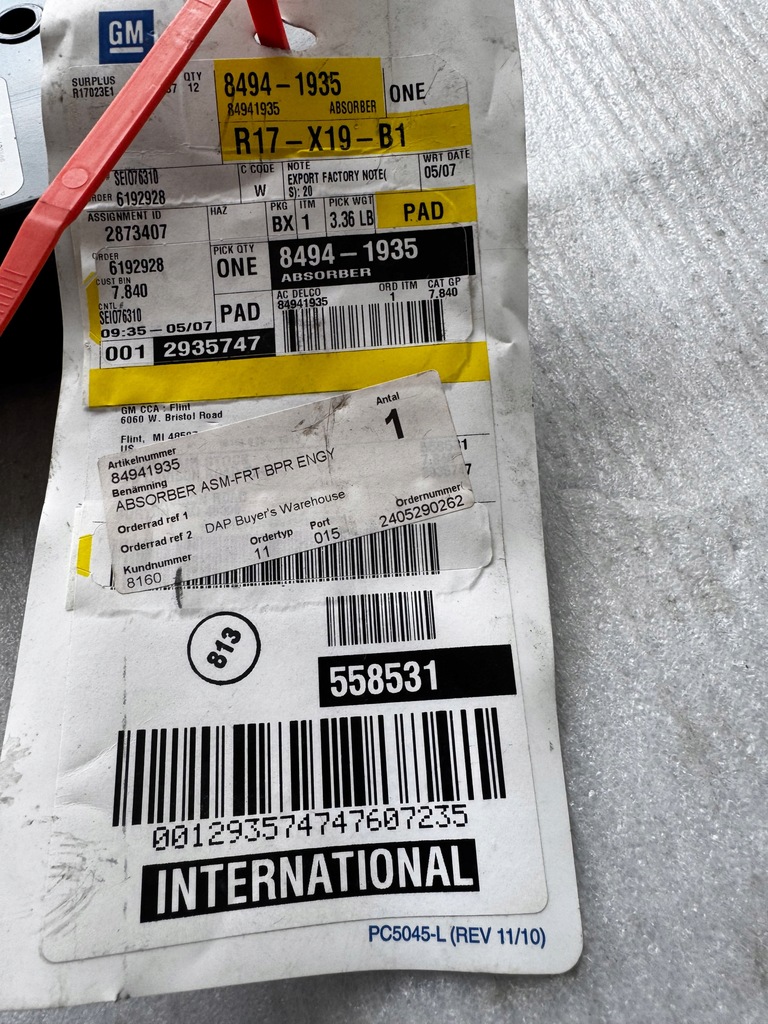 GM
SURPLUS
R17023E1
QTY
12
8494-1935
84941935 ABSORBER
ONE
R17-X19-B1
SEI076310
ORDER 6192928
C CODE
W
NOTE
EXPORT FACTORY NOTE(
S): 20
WRT DATE
05/07
ASSIGNMENT ID
2873407
HAZ
PKG
BX
ITM
1
PICK WGT
3.36 LB
PAD
ORDER
6192928
PICK QTY
ONE
8494-1935
ABSORBER
CUST BIN
7.840
CNTL #
SEI076310
PAD
AC DELCO
84941935
ORD ITM
1
CAT GP
7.840
09:35 - 05/07
001 2935747
GM CCA : Flint
6060 W. Bristol Road
Flint, MI
Artikelnummer
84941935
Antal
1
Benämning
ABSORBER ASM-FRT BPR ENGY
Orderrad ref 1
Orderrad ref 2 DAP Buyer's Warehouse
Kundnummer
8160
Ordertyp
11
Port
015
Ordernummer
2405290262
813
558531
001293574747607235
INTERNATIONAL
PC5045-L (REV 11/10)